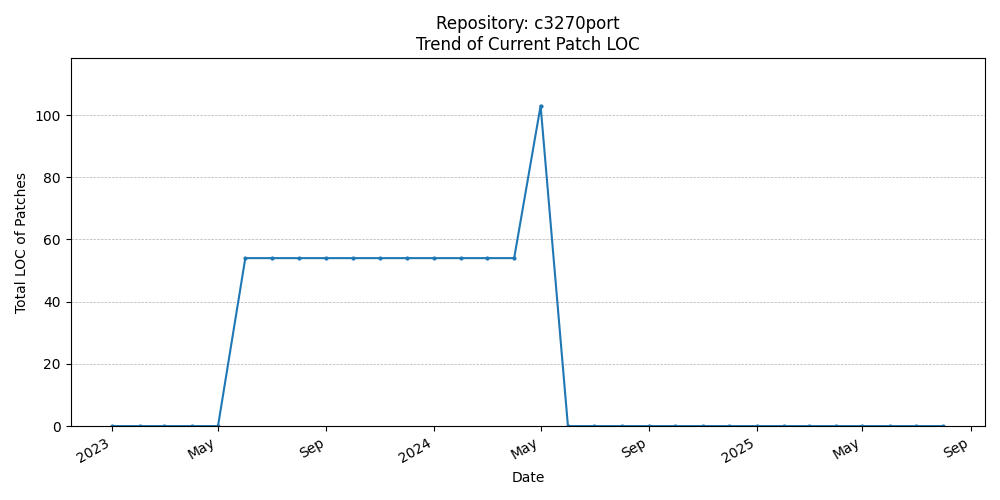 Repository: c3270port
Trend of Current Patch LOC
Total LOC of Patches
100
80
60
40
20
0
2023
May
Sep
2024
May
Sep
2025
May
Sep
Date